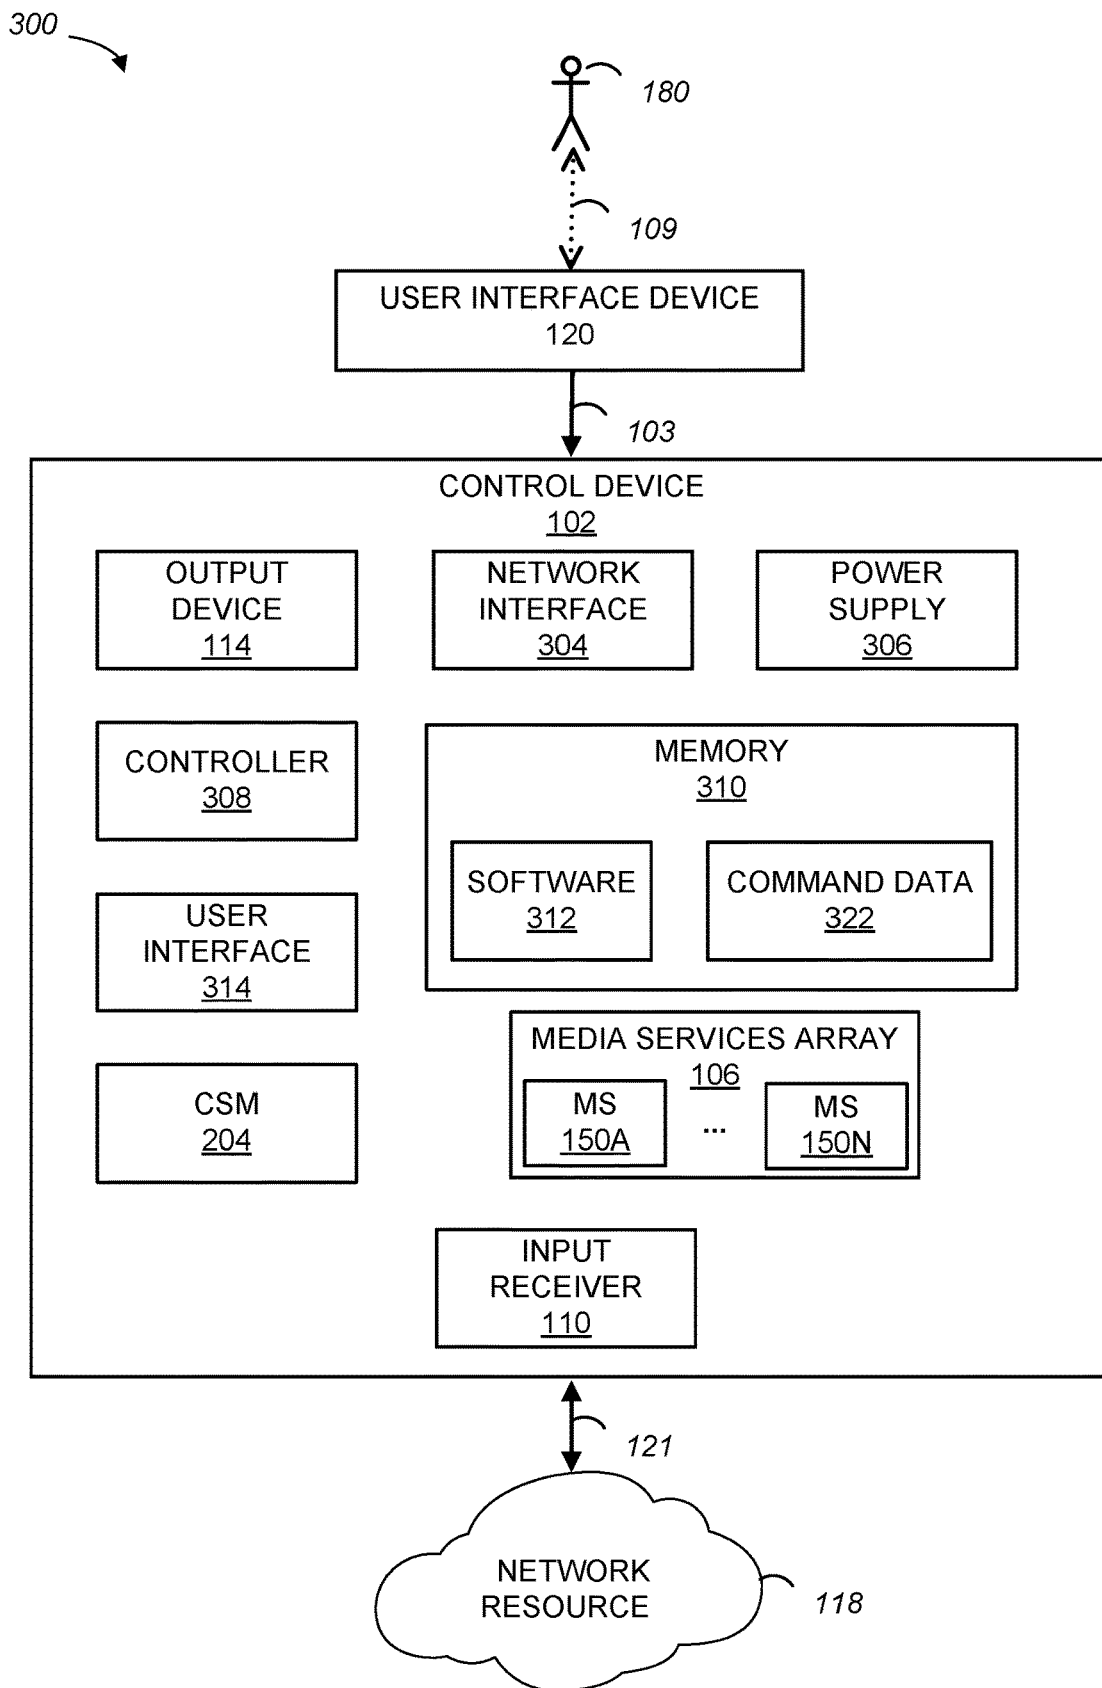 300
180
109
USER INTERFACE DEVICE
120
103
CONTROL DEVICE
102
OUTPUT
DEVICE
114
NETWORK
INTERFACE
304
POWER
SUPPLY
306
CONTROLLER
308
MEMORY
310
SOFTWARE
312
COMMAND DATA
322
USER
INTERFACE
314
MEDIA SERVICES ARRAY
106
MS
150A
...
MS
150N
CSM
204
INPUT
RECEIVER
110
121
NETWORK
RESOURCE
118